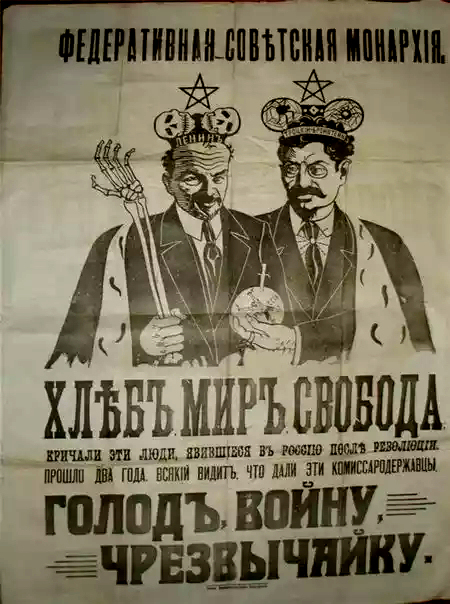 ФЕДЕРАТИВНАЯ СОВѢТСКАЯ МОНАРХІЯ.
ЛЕНИНЪ
ХЛѢБЪ, МИРЪ, СВОБОДА,
КРИЧАЛИ ЭТИ ЛЮДИ, ЯВИВШІЕСЯ ВЪ РОССІЮ ПОСЛѢ РЕВОЛЮЦІИ.
ПРОШЛО ДВА ГОДА. ВСЯКІЙ ВИДИТЪ, ЧТО ДАЛИ ЭТИ КОМИССАРОДЕРЖАВЦЫ.
ГОЛОДЪ, ВОЙНУ,
ЧРЕЗВЫЧАЙКУ.